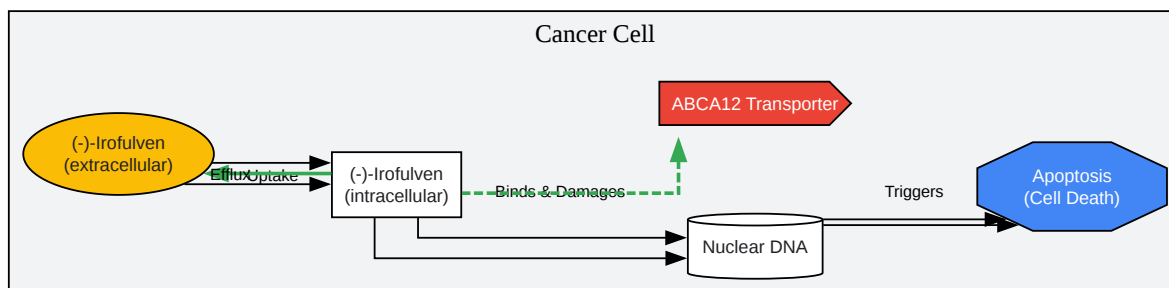 Cancer Cell
ABCA12 Transporter
(-)-Irofulven
(extracellular)
Efflux
Uptake
(-)-Irofulven
(intracellular)
Binds & Damages
Triggers
Apoptosis
(Cell Death)
Nuclear DNA